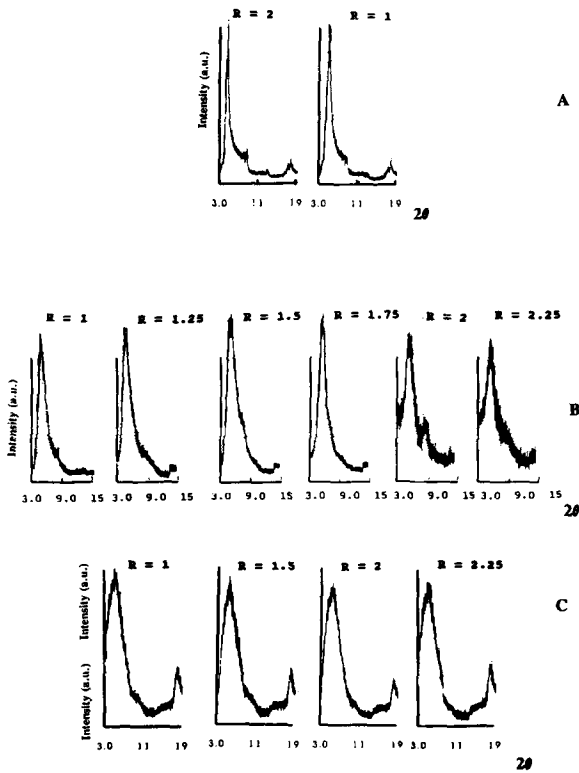 R = 2 R = 1
Intensity (a.u.)
A
3.0 11 19 3.0 11 19
2θ
R = 1 R = 1.25 R = 1.5 R = 1.75 R = 2 R = 2.25
Intensity (a.u.)
B
3.0 9.0 15 3.0 9.0 15 3.0 9.0 15 3.0 9.0 15 3.0 9.0 15 3.0 9.0 15
2θ
R = 1 R = 1.5 R = 2 R = 2.25
Intensity (a.u.)
C
Intensity (a.u.)
3.0 11 19 3.0 11 19 3.0 11 19 3.0 11 19
2θ